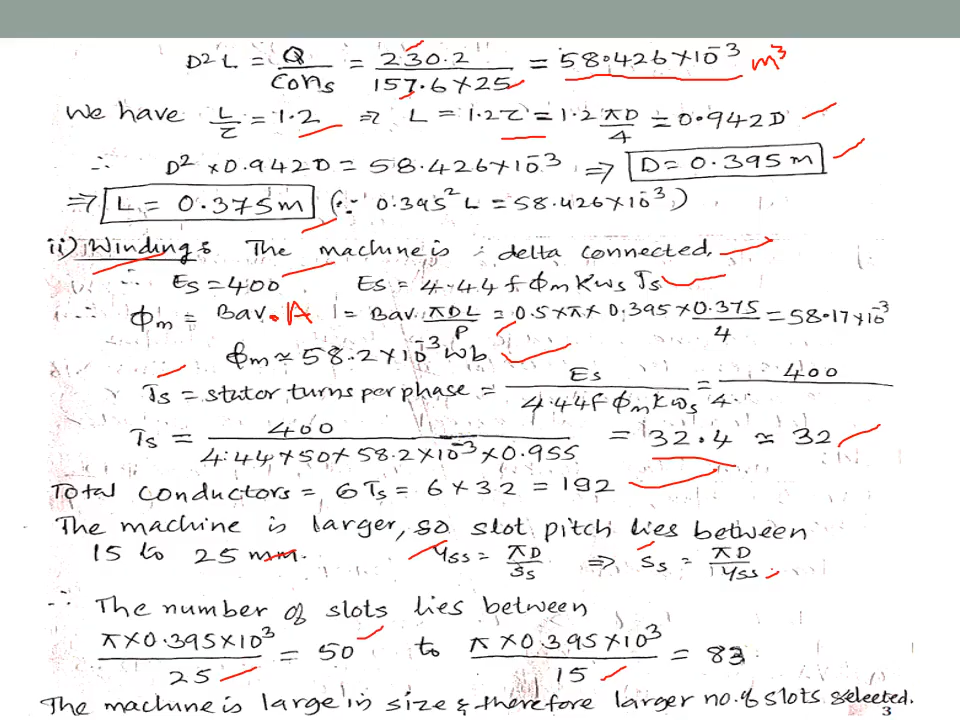 D² L = Q / Cons = 230.2 / 157.6×25 = 58.426×10⁻³ m³
We have L/τ = 1.2 ⇒ L = 1.2τ = 1.2 πD/4 = 0.942D
∴ D² × 0.942D = 58.426×10⁻³ ⇒ D = 0.395m
⇒ L = 0.375m (∵ 0.395² L = 58.426×10⁻³)
ii) Windings The machine is delta connected.
∴ Es = 400 Es = 4.44 f Φm Kws Ts
∴ Φm = Bav. A = Bav πDL/P = 0.5 × π × 0.395 × 0.375/4 = 58.17×10⁻³
Φm ≃ 58.2×10⁻³ Wb
Ts = stator turns per phase = Es / 4.44 f Φm Kws = 400 / 4.
Ts = 400 / 4.44×50×58.2×10⁻³×0.955 = 32.4 ≃ 32
Total conductors = 6Ts = 6×32 = 192
The machine is larger, so slot pitch lies between
15 to 25 mm. Yss = πD/Ss ⇒ Ss = πD/Yss
∴ The number of slots lies between
π×0.395×10³ / 25 = 50 to π×0.395×10³ / 15 = 83
The machine is large in size & therefore larger no. of slots selected.
3